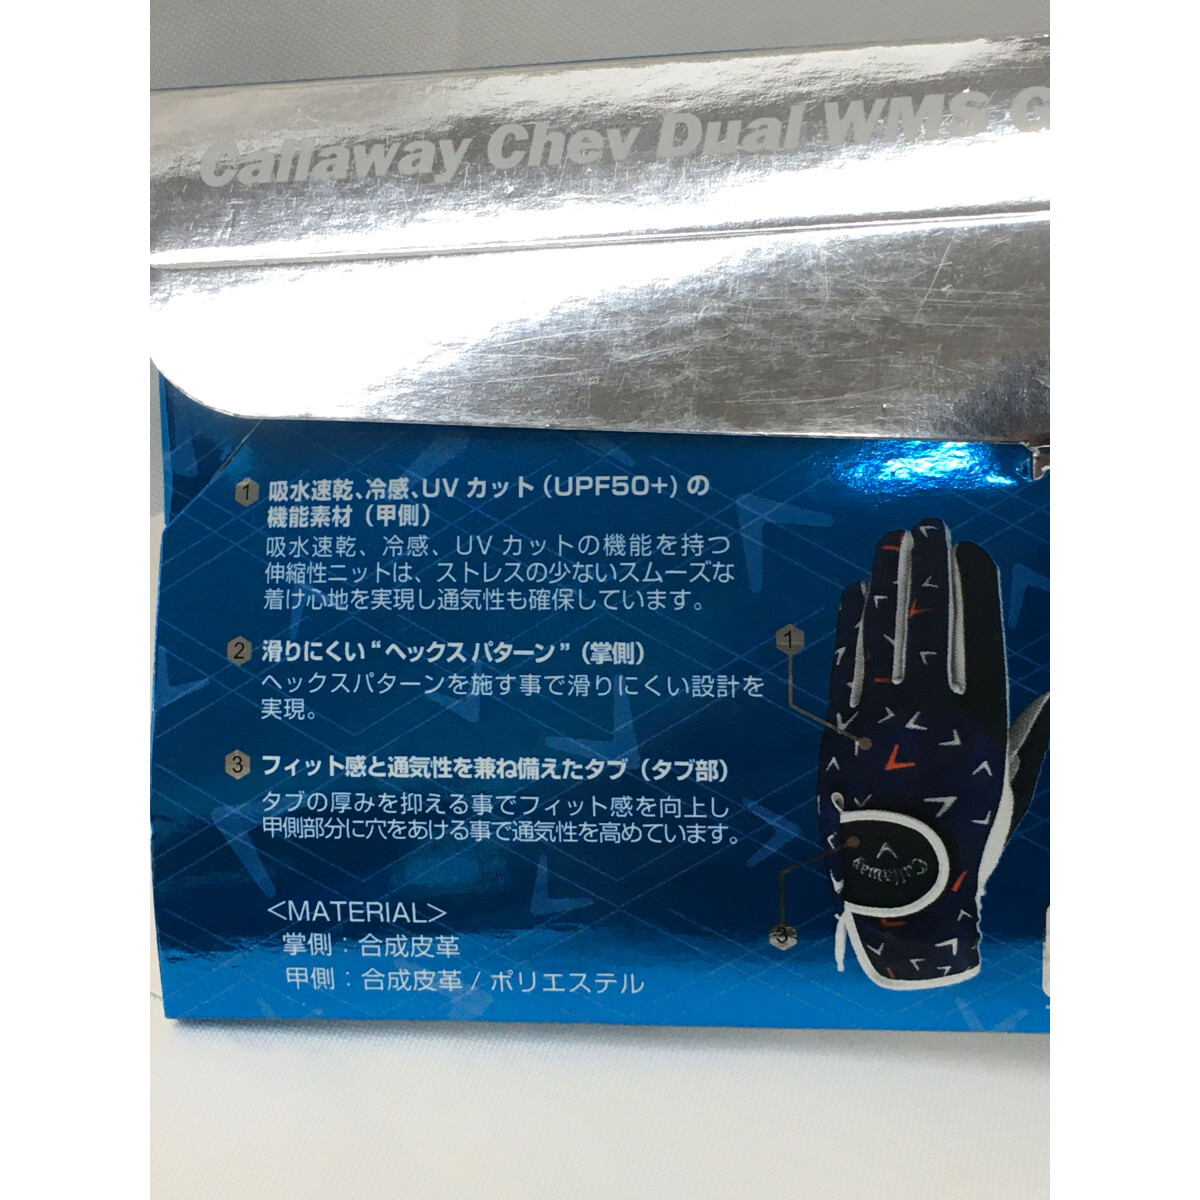 Callaway Chev Dual WMS G
1 吸水速乾、冷感、UV カット（UPF50+）の
機能素材（甲側）
吸水速乾、冷感、UVカットの機能を持つ
伸縮性ニットは、ストレスの少ないスムーズな
着け心地を実現し通気性も確保しています。
2 滑りにくい“ヘックス パターン”（掌側）
ヘックスパターンを施す事で滑りにくい設計を
実現。
3 フィット感と通気性を兼ね備えたタブ（タブ部）
タブの厚みを抑える事でフィット感を向上し
甲側部分に穴をあける事で通気性を高めています。
<MATERIAL>
掌側：合成皮革
甲側：合成皮革 / ポリエステル
1
Callaway
3